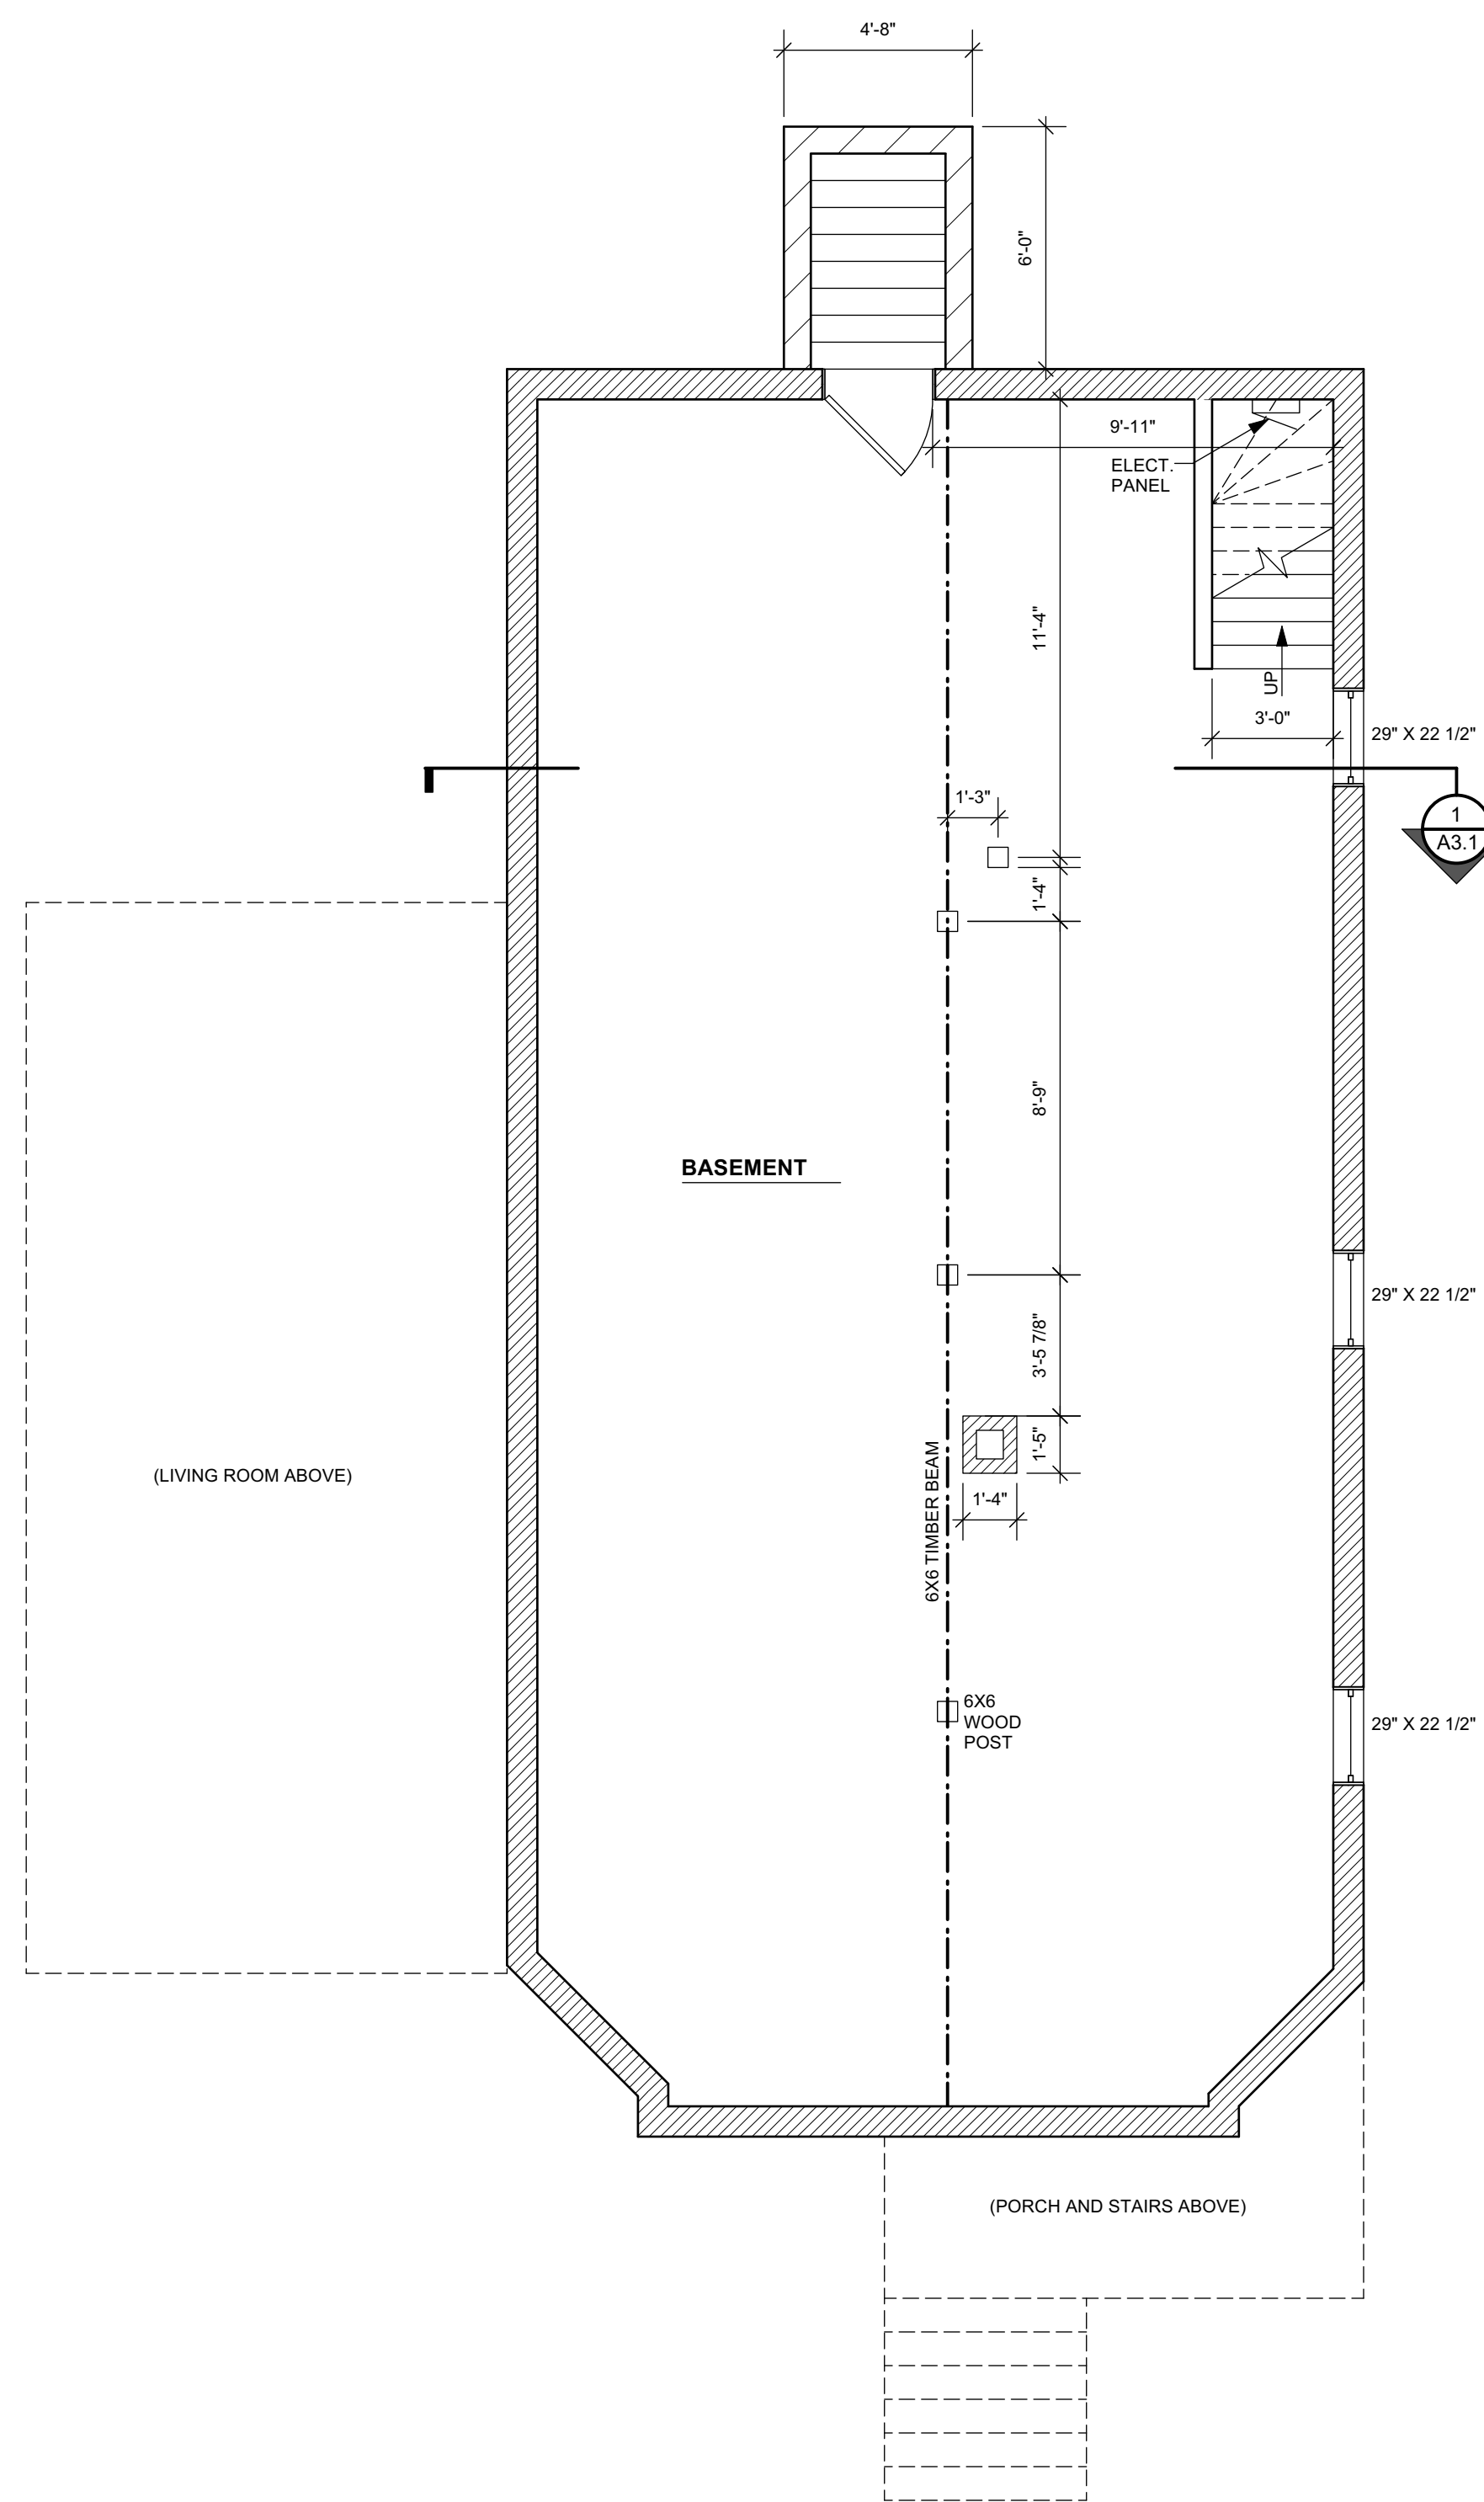 4'-8"
6'-0"
9'-11"
ELECT.
PANEL
11'-4"
UP
3'-0"
29" X 22 1/2"
1'-3"
1
A3.1
1'-4"
8'-9"
BASEMENT
29" X 22 1/2"
3'-5 7/8"
1'-5"
(LIVING ROOM ABOVE)
1'-4"
6X6 TIMBER BEAM
6X6
WOOD
POST
29" X 22 1/2"
(PORCH AND STAIRS ABOVE)